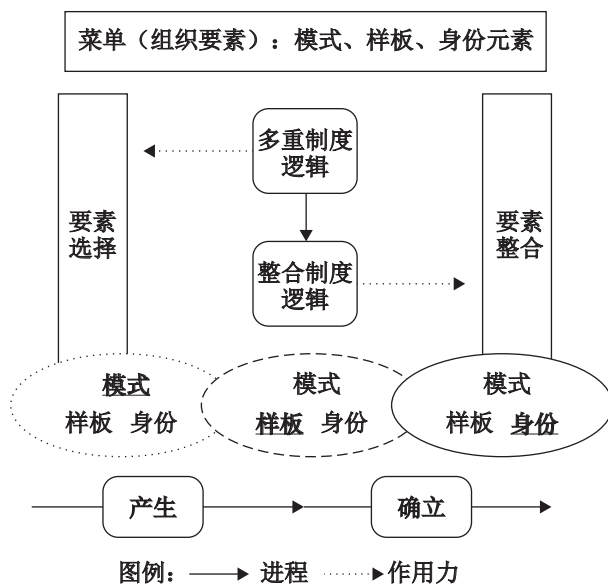 菜单（组织要素）：模式、样板、身份元素
多重制度
逻辑
要素
选择
要素
整合
整合制度
逻辑
模式
样板 身份
模式
样板 身份
模式
样板 身份
产生
确立
图例： 进程 作用力